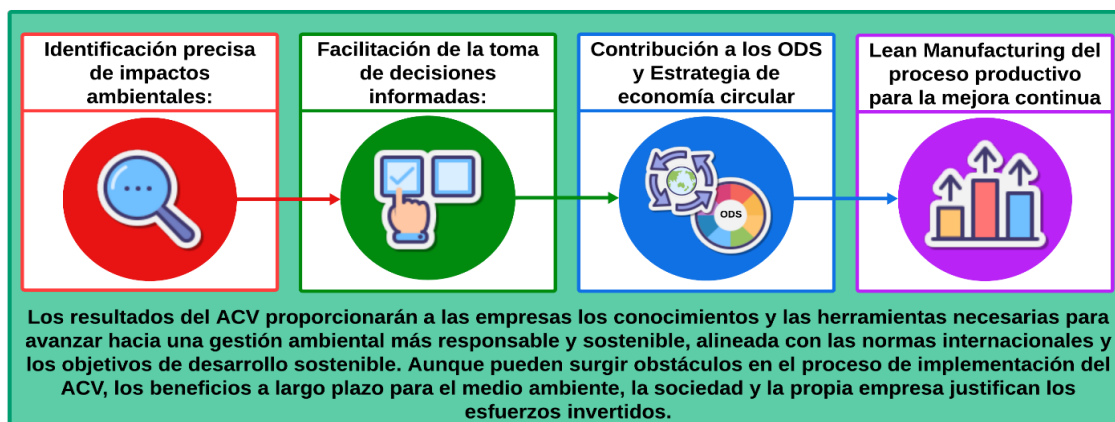 Identificación precisa
de impactos
ambientales:
Facilitación de la toma
de decisiones
informadas:
Contribución a los ODS
y Estrategia de
economía circular
Lean Manufacturing del
proceso productivo
para la mejora continua
ODS
Los resultados del ACV proporcionarán a las empresas los conocimientos y las herramientas necesarias para
avanzar hacia una gestión ambiental más responsable y sostenible, alineada con las normas internacionales y
los objetivos de desarrollo sostenible. Aunque pueden surgir obstáculos en el proceso de implementación del
ACV, los beneficios a largo plazo para el medio ambiente, la sociedad y la propia empresa justifican los
esfuerzos invertidos.